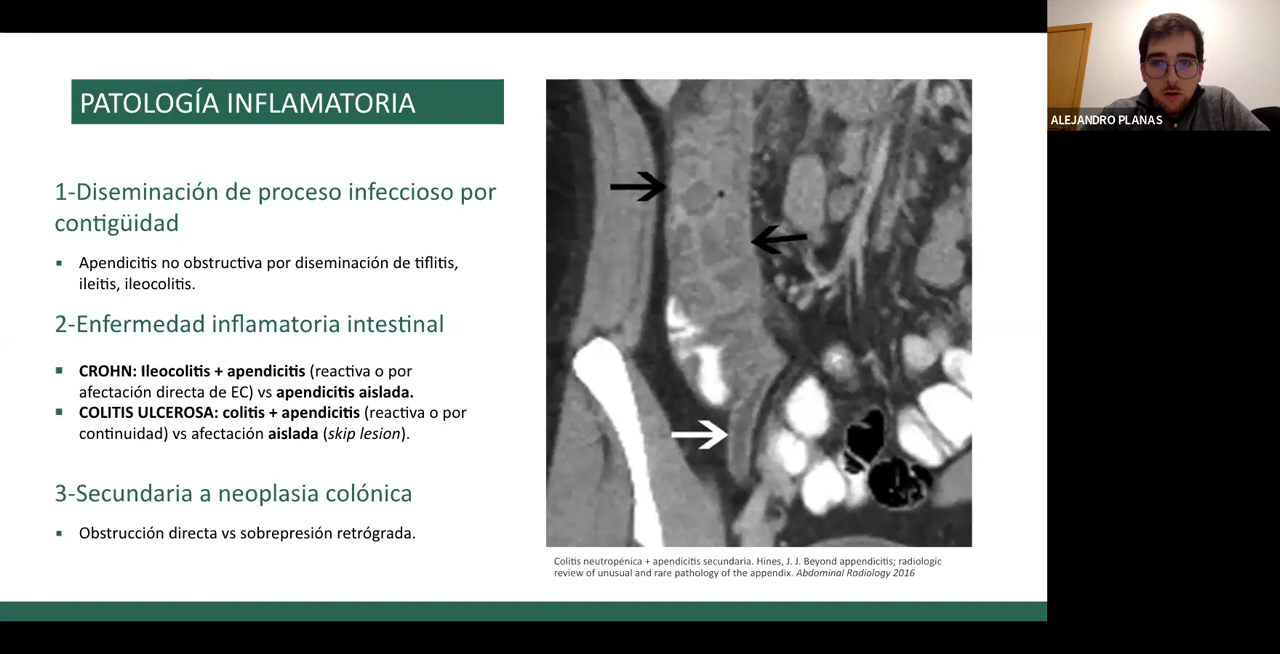 PATOLOGÍA INFLAMATORIA
1-Diseminación de proceso infeccioso por
contigüidad
▪ Apendicitis no obstructiva por diseminación de tiflitis,
ileitis, ileocolitis.
2-Enfermedad inflamatoria intestinal
▪ CROHN: Ileocolitis + apendicitis (reactiva o por
afectación directa de EC) vs apendicitis aislada.
▪ COLITIS ULCEROSA: colitis + apendicitis (reactiva o por
continuidad) vs afectación aislada (skip lesion).
3-Secundaria a neoplasia colónica
▪ Obstrucción directa vs sobrepresión retrógrada.
Colitis neutropénica + apendicitis secundaria. Hines, J. J. Beyond appendicitis; radiologic
review of unusual and rare pathology of the appendix. Abdominal Radiology 2016
ALEJANDRO PLANAS